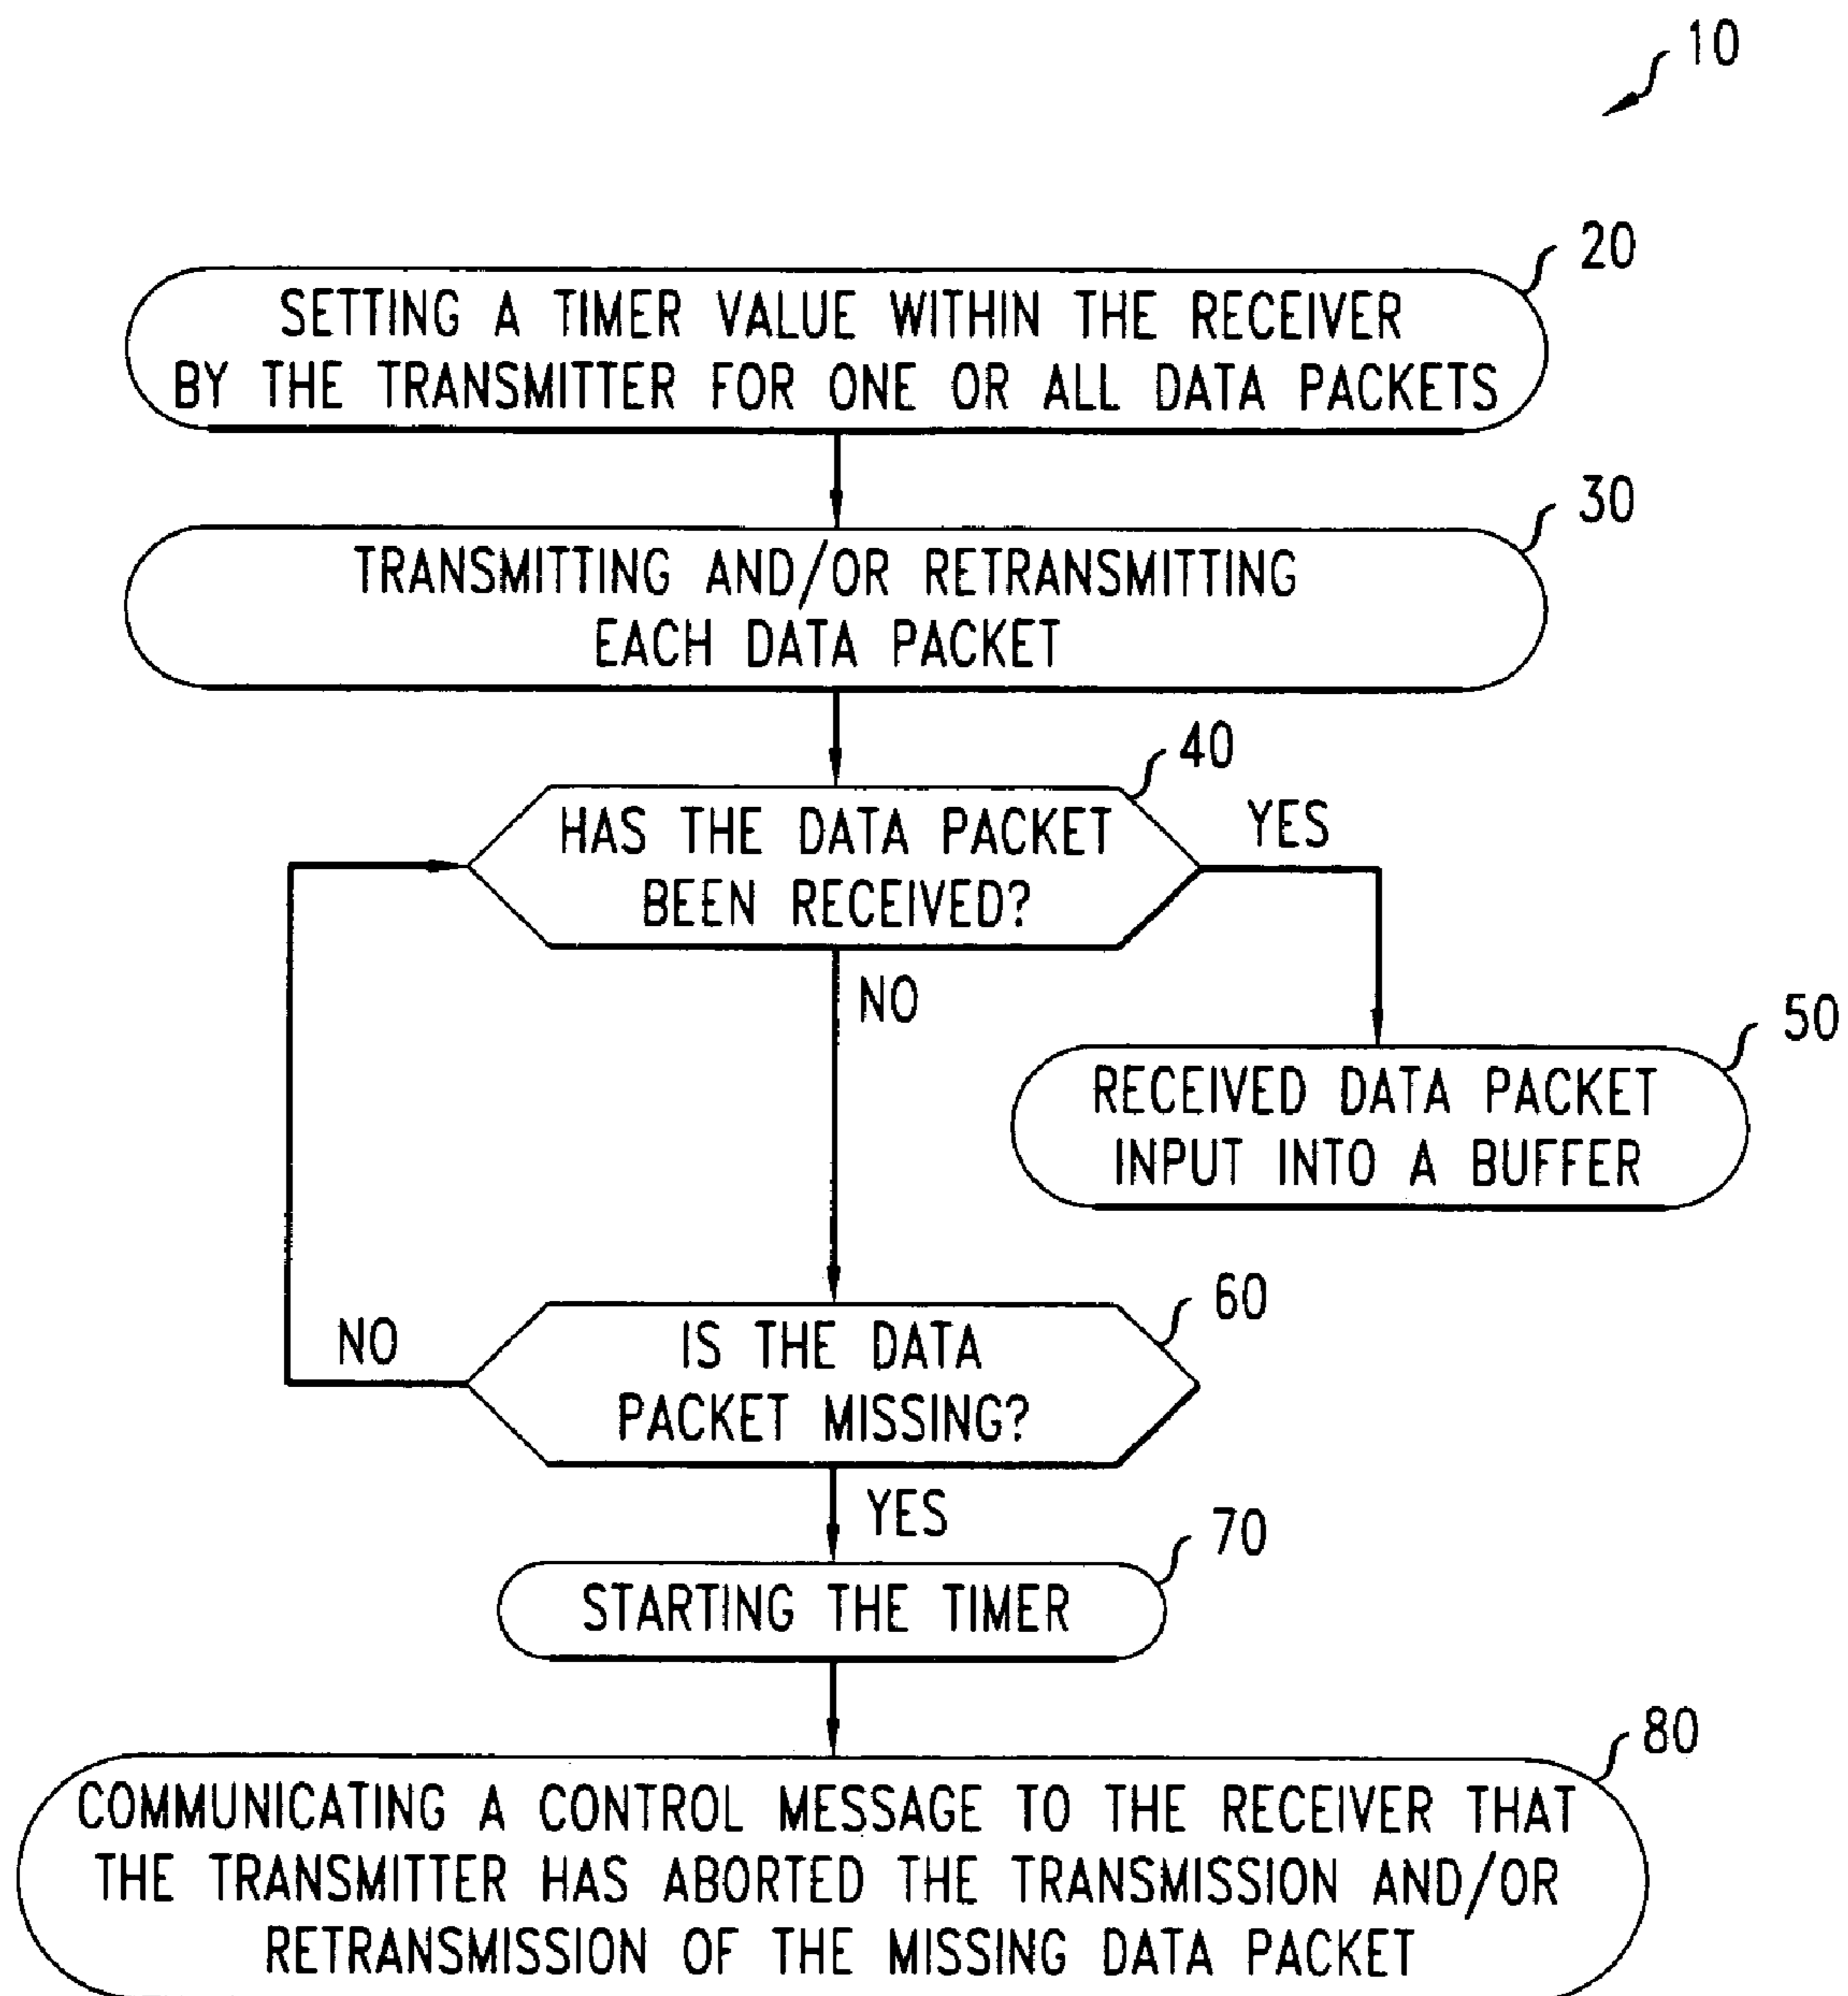 10
20
SETTING A TIMER VALUE WITHIN THE RECEIVER
BY THE TRANSMITTER FOR ONE OR ALL DATA PACKETS
30
TRANSMITTING AND/OR RETRANSMITTING
EACH DATA PACKET
40
HAS THE DATA PACKET
BEEN RECEIVED?
YES
NO
50
RECEIVED DATA PACKET
INPUT INTO A BUFFER
60
IS THE DATA
PACKET MISSING?
NO
YES
70
STARTING THE TIMER
80
COMMUNICATING A CONTROL MESSAGE TO THE RECEIVER THAT
THE TRANSMITTER HAS ABORTED THE TRANSMISSION AND/OR
RETRANSMISSION OF THE MISSING DATA PACKET